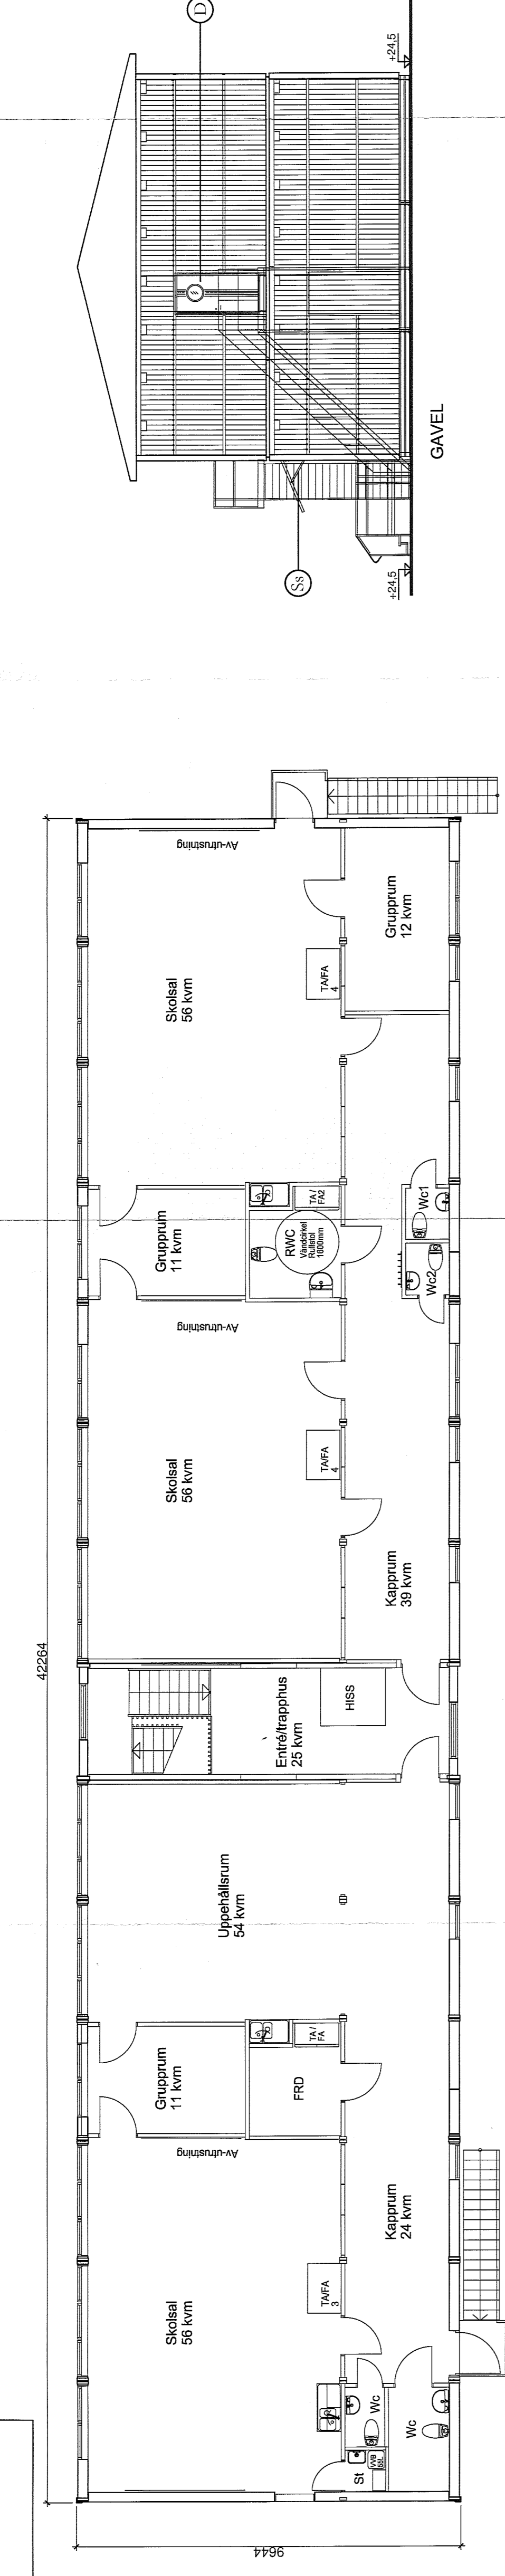 D
+24,5
+24,5
Ss
GAVEL
42264
9644
Av-utrustning
Skolsal
56 kvm
TA/FA
4
Grupprum
12 kvm
Grupprum
11 kvm
RWC
Vändcirkel
Rullstol
1600mm
TA /
FA2
Wc1
Wc2
Av-utrustning
Skolsal
56 kvm
TA/FA
4
Kapprum
39 kvm
Entré/trapphus
25 kvm
HISS
Uppehållsrum
54 kvm
Grupprum
11 kvm
FRD
TA /
FA
Av-utrustning
Skolsal
56 kvm
TA/FA
3
Kapprum
24 kvm
Wc
Wc
St
VVB
55L